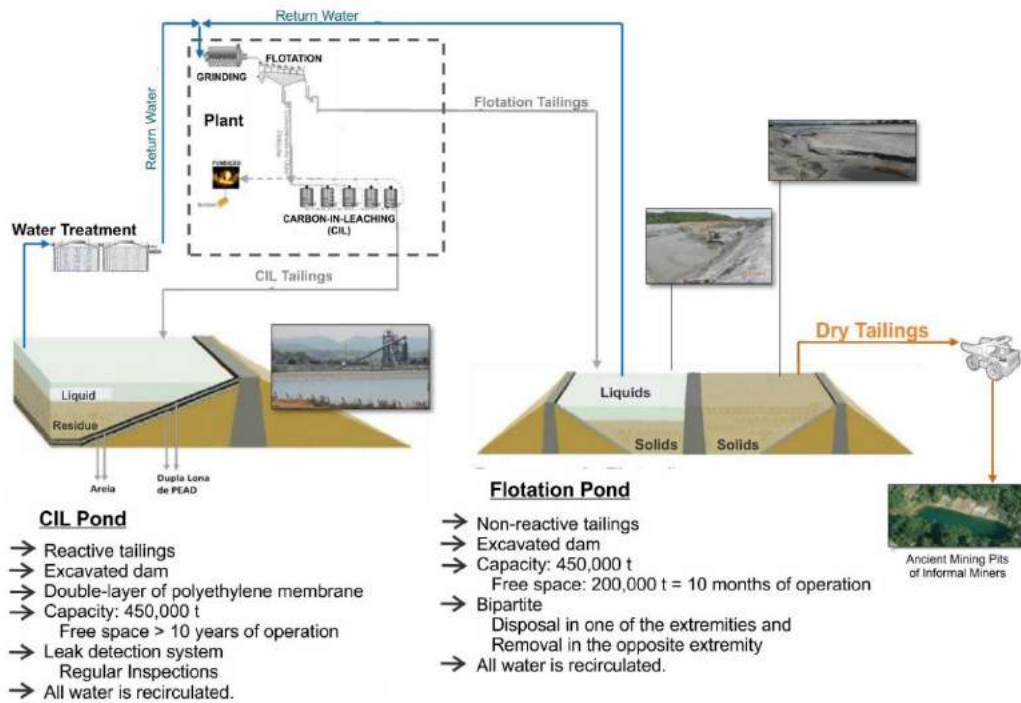 Return Water
Return Water
GRINDING
FLOTATION
Plant
Flotation Tailings
FUNDIÇÃO
CARBON-IN-LEACHING
(CIL)
Water Treatment
CIL Tailings
Dry Tailings
Liquid
Residue
Areia
Dupla Lona
de PEAD
Liquids
Solids
Solids
Ancient Mining Pits
of Informal Miners
CIL Pond
→ Reactive tailings
→ Excavated dam
→ Double-layer of polyethylene membrane
→ Capacity: 450,000 t
Free space > 10 years of operation
→ Leak detection system
Regular Inspections
→ All water is recirculated.
Flotation Pond
→ Non-reactive tailings
→ Excavated dam
→ Capacity: 450,000 t
Free space: 200,000 t = 10 months of operation
→ Bipartite
Disposal in one of the extremities and
Removal in the opposite extremity
→ All water is recirculated.